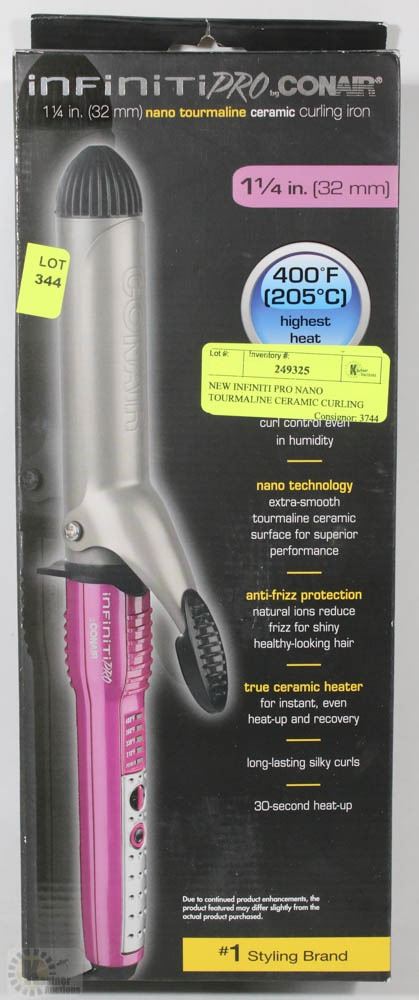 INFINITI PRO by CONAIR®
1¼ in. (32 mm) nano tourmaline ceramic curling iron
1¼ in. (32 mm)
LOT
344
400°F
(205°C)
highest
heat
Lot #: Inventory #:
249325
NEW INFINITI PRO NANO
TOURMALINE CERAMIC CURLING
Consignor: 3744
curl control even
in humidity
nano technology
extra-smooth
tourmaline ceramic
surface for superior
performance
anti-frizz protection
natural ions reduce
frizz for shiny
healthy-looking hair
true ceramic heater
for instant, even
heat-up and recovery
long-lasting silky curls
30-second heat-up
CONAIR
INFINITI PRO
by CONAIR
Due to continued product enhancements, the
product featured may differ slightly from the
actual product purchased.
#1 Styling Brand